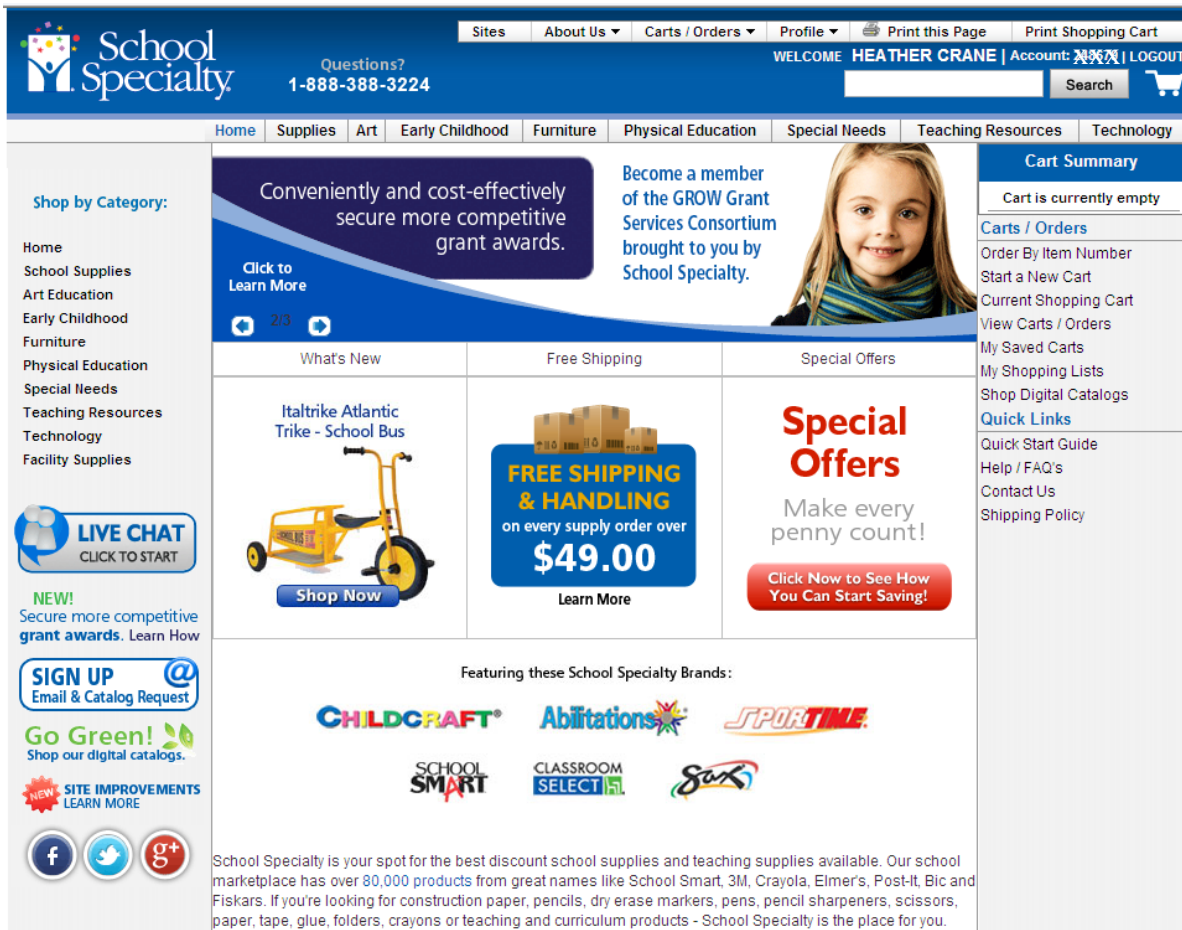 School
Specialty.
Questions?
1-888-388-3224
Sites
About Us
Carts / Orders
Profile
Print this Page
Print Shopping Cart
WELCOME HEATHER CRANE | Account: | LOGOUT
Search
Home
Supplies
Art
Early Childhood
Furniture
Physical Education
Special Needs
Teaching Resources
Technology
Shop by Category:
Home
School Supplies
Art Education
Early Childhood
Furniture
Physical Education
Special Needs
Teaching Resources
Technology
Facility Supplies
LIVE CHAT
CLICK TO START
NEW!
Secure more competitive
grant awards. Learn How
SIGN UP @
Email & Catalog Request
Go Green!
Shop our digital catalogs.
NEW
SITE IMPROVEMENTS
LEARN MORE
f
g+
Conveniently and cost-effectively
secure more competitive
grant awards.
Click to
Learn More
2/3
Become a member
of the GROW Grant
Services Consortium
brought to you by
School Specialty.
What's New
Free Shipping
Special Offers
Italtrike Atlantic
Trike - School Bus
SCHOOL BUS
Shop Now
FREE SHIPPING
& HANDLING
on every supply order over
$49.00
Learn More
Special
Offers
Make every
penny count!
Click Now to See How
You Can Start Saving!
Featuring these School Specialty Brands:
CHILDCRAFT®
Abilitations
SPORTIME
SCHOOL
SMART
CLASSROOM
SELECT
Sax
School Specialty is your spot for the best discount school supplies and teaching supplies available. Our school
marketplace has over 80,000 products from great names like School Smart, 3M, Crayola, Elmer's, Post-It, Bic and
Fiskars. If you're looking for construction paper, pencils, dry erase markers, pens, pencil sharpeners, scissors,
paper, tape, glue, folders, crayons or teaching and curriculum products - School Specialty is the place for you.
Cart Summary
Cart is currently empty
Carts / Orders
Order By Item Number
Start a New Cart
Current Shopping Cart
View Carts / Orders
My Saved Carts
My Shopping Lists
Shop Digital Catalogs
Quick Links
Quick Start Guide
Help / FAQ's
Contact Us
Shipping Policy